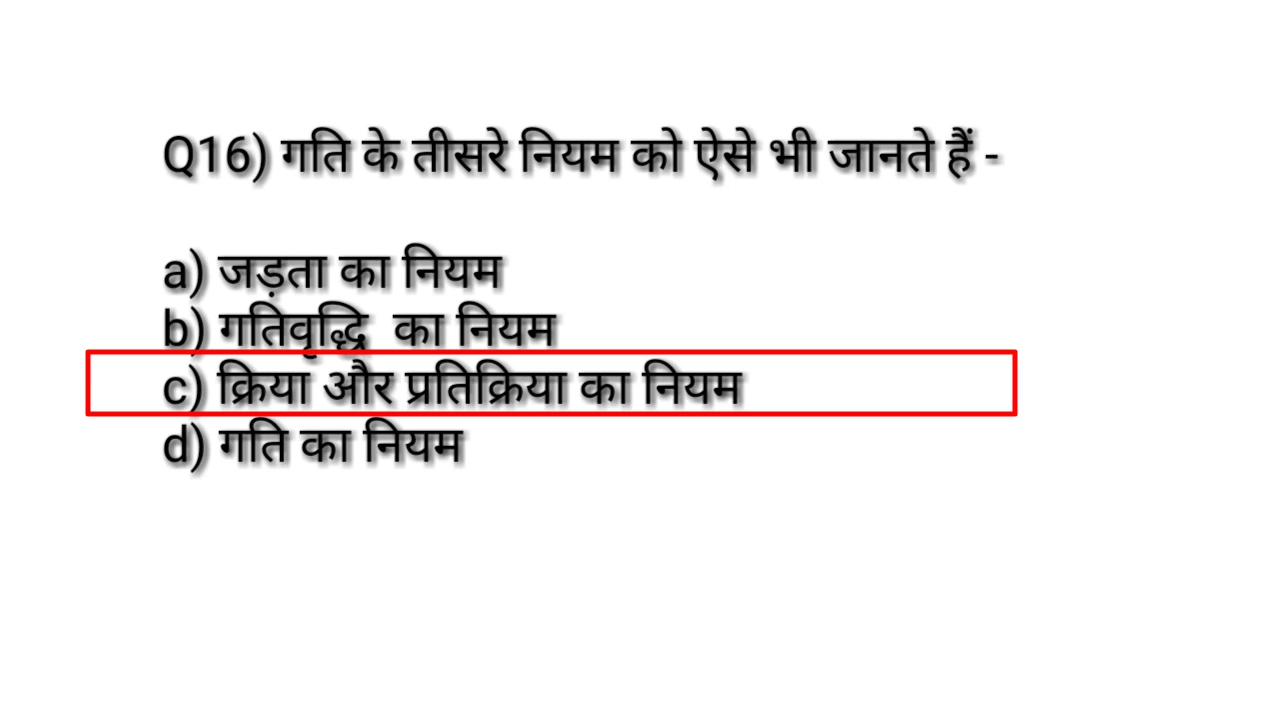 Q16) गति के तीसरे नियम को ऐसे भी जानते हैं -
a) जड़ता का नियम
b) गतिवृद्धि का नियम
c) क्रिया और प्रतिक्रिया का नियम
d) गति का नियम